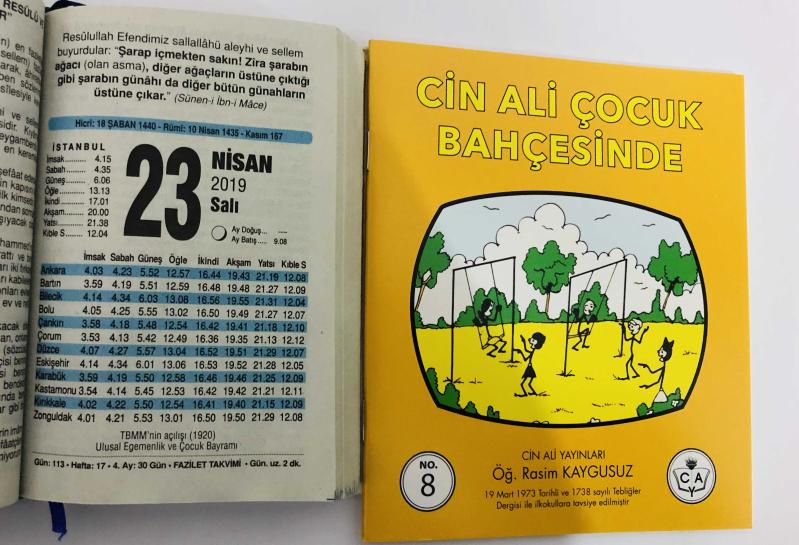 Resûlullah Efendimiz sallallâhü aleyhi ve sellem
buyurdular: "Şarap içmekten sakın! Zira şarabın
ağacı (olan asma), diğer ağaçların üstüne çıktığı
gibi şarabın günâhı da diğer bütün günahların
üstüne çıkar." (Sünen-i İbn-i Mâce)
Hicrî: 18 ŞABAN 1440 - Rûmî: 10 Nisan 1435 - Kasım 167
İSTANBUL
İmsak.......... 4.15
Sabah......... 4.35
Güneş......... 6.06
Öğle............ 13.13
İkindi........... 17.01
Akşam........ 20.00
Yatsı........... 21.38
Kıble S........ 12.04
23
NİSAN
2019
Salı
Ay Doğuş... ....
Ay Batış..... 9.08
İmsak Sabah Güneş Öğle İkindi Akşam Yatsı Kıble S
Ankara 4.03 4.23 5.52 12.57 16.44 19.43 21.19 12.08
Bartın 3.59 4.19 5.51 12.59 16.48 19.48 21.27 12.09
Bilecik 4.14 4.34 6.03 13.08 16.56 19.55 21.31 12.04
Bolu 4.05 4.25 5.55 13.02 16.50 19.49 21.27 12.07
Çankırı 3.58 4.18 5.48 12.54 16.42 19.41 21.18 12.10
Çorum 3.53 4.13 5.42 12.49 16.36 19.35 21.13 12.12
Düzce 4.07 4.27 5.57 13.04 16.52 19.51 21.29 12.07
Eskişehir 4.14 4.34 6.01 13.06 16.53 19.52 21.28 12.05
Karabük 3.59 4.19 5.50 12.58 16.46 19.46 21.25 12.09
Kastamonu 3.54 4.14 5.45 12.53 16.42 19.42 21.21 12.11
Kırıkkale 4.02 4.22 5.50 12.54 16.41 19.40 21.15 12.09
Zonguldak 4.01 4.21 5.53 13.01 16.50 19.50 21.29 12.08
TBMM'nin açılışı (1920)
Ulusal Egemenlik ve Çocuk Bayramı
Gün: 113 • Hafta: 17 • 4. Ay: 30 Gün • FAZİLET TAKVİMİ • Gün. uz. 2 dk.
CİN ALİ ÇOCUK
BAHÇESİNDE
CİN ALİ YAYINLARI
Öğ. Rasim KAYGUSUZ
19 Mart 1973 Tarihli ve 1738 sayılı Tebliğler
Dergisi ile ilkokullara tavsiye edilmiştir
NO.
8
C A
Y